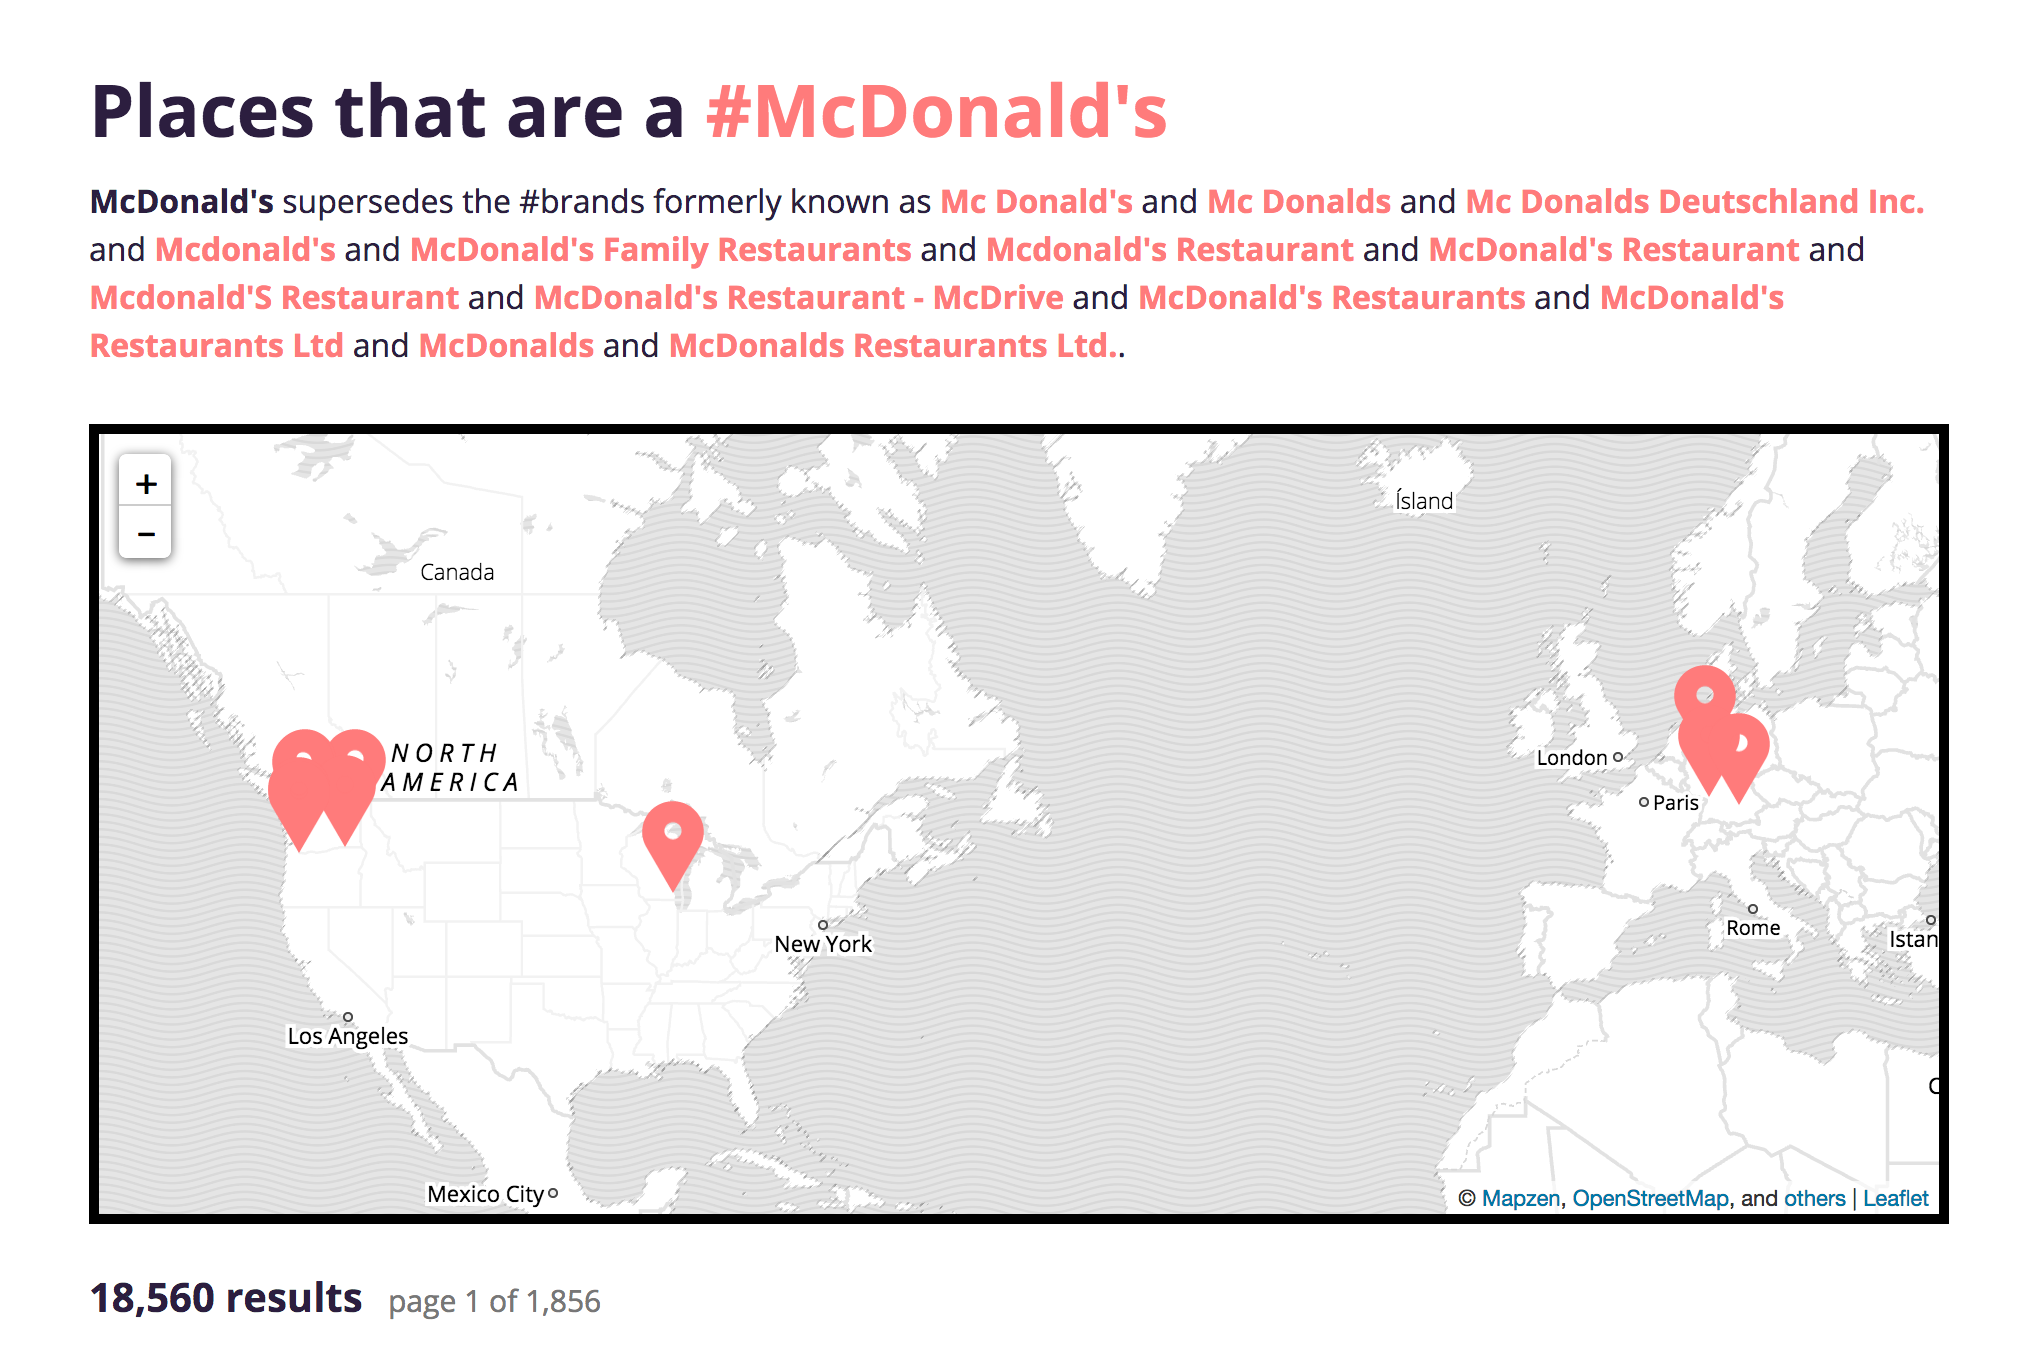 Places that are a #McDonald's
McDonald's supersedes the #brands formerly known as Mc Donald's and Mc Donalds and Mc Donalds Deutschland Inc.
and Mcdonald's and McDonald's Family Restaurants and Mcdonald's Restaurant and McDonald's Restaurant and
Mcdonald'S Restaurant and McDonald's Restaurant - McDrive and McDonald's Restaurants and McDonald's
Restaurants Ltd and McDonalds and McDonalds Restaurants Ltd..
+
−
Ísland
Canada
NORTH
AMERICA
London
Paris
New York
Rome
Istan
Los Angeles
C
Mexico City
© Mapzen, OpenStreetMap, and others | Leaflet
18,560 results page 1 of 1,856